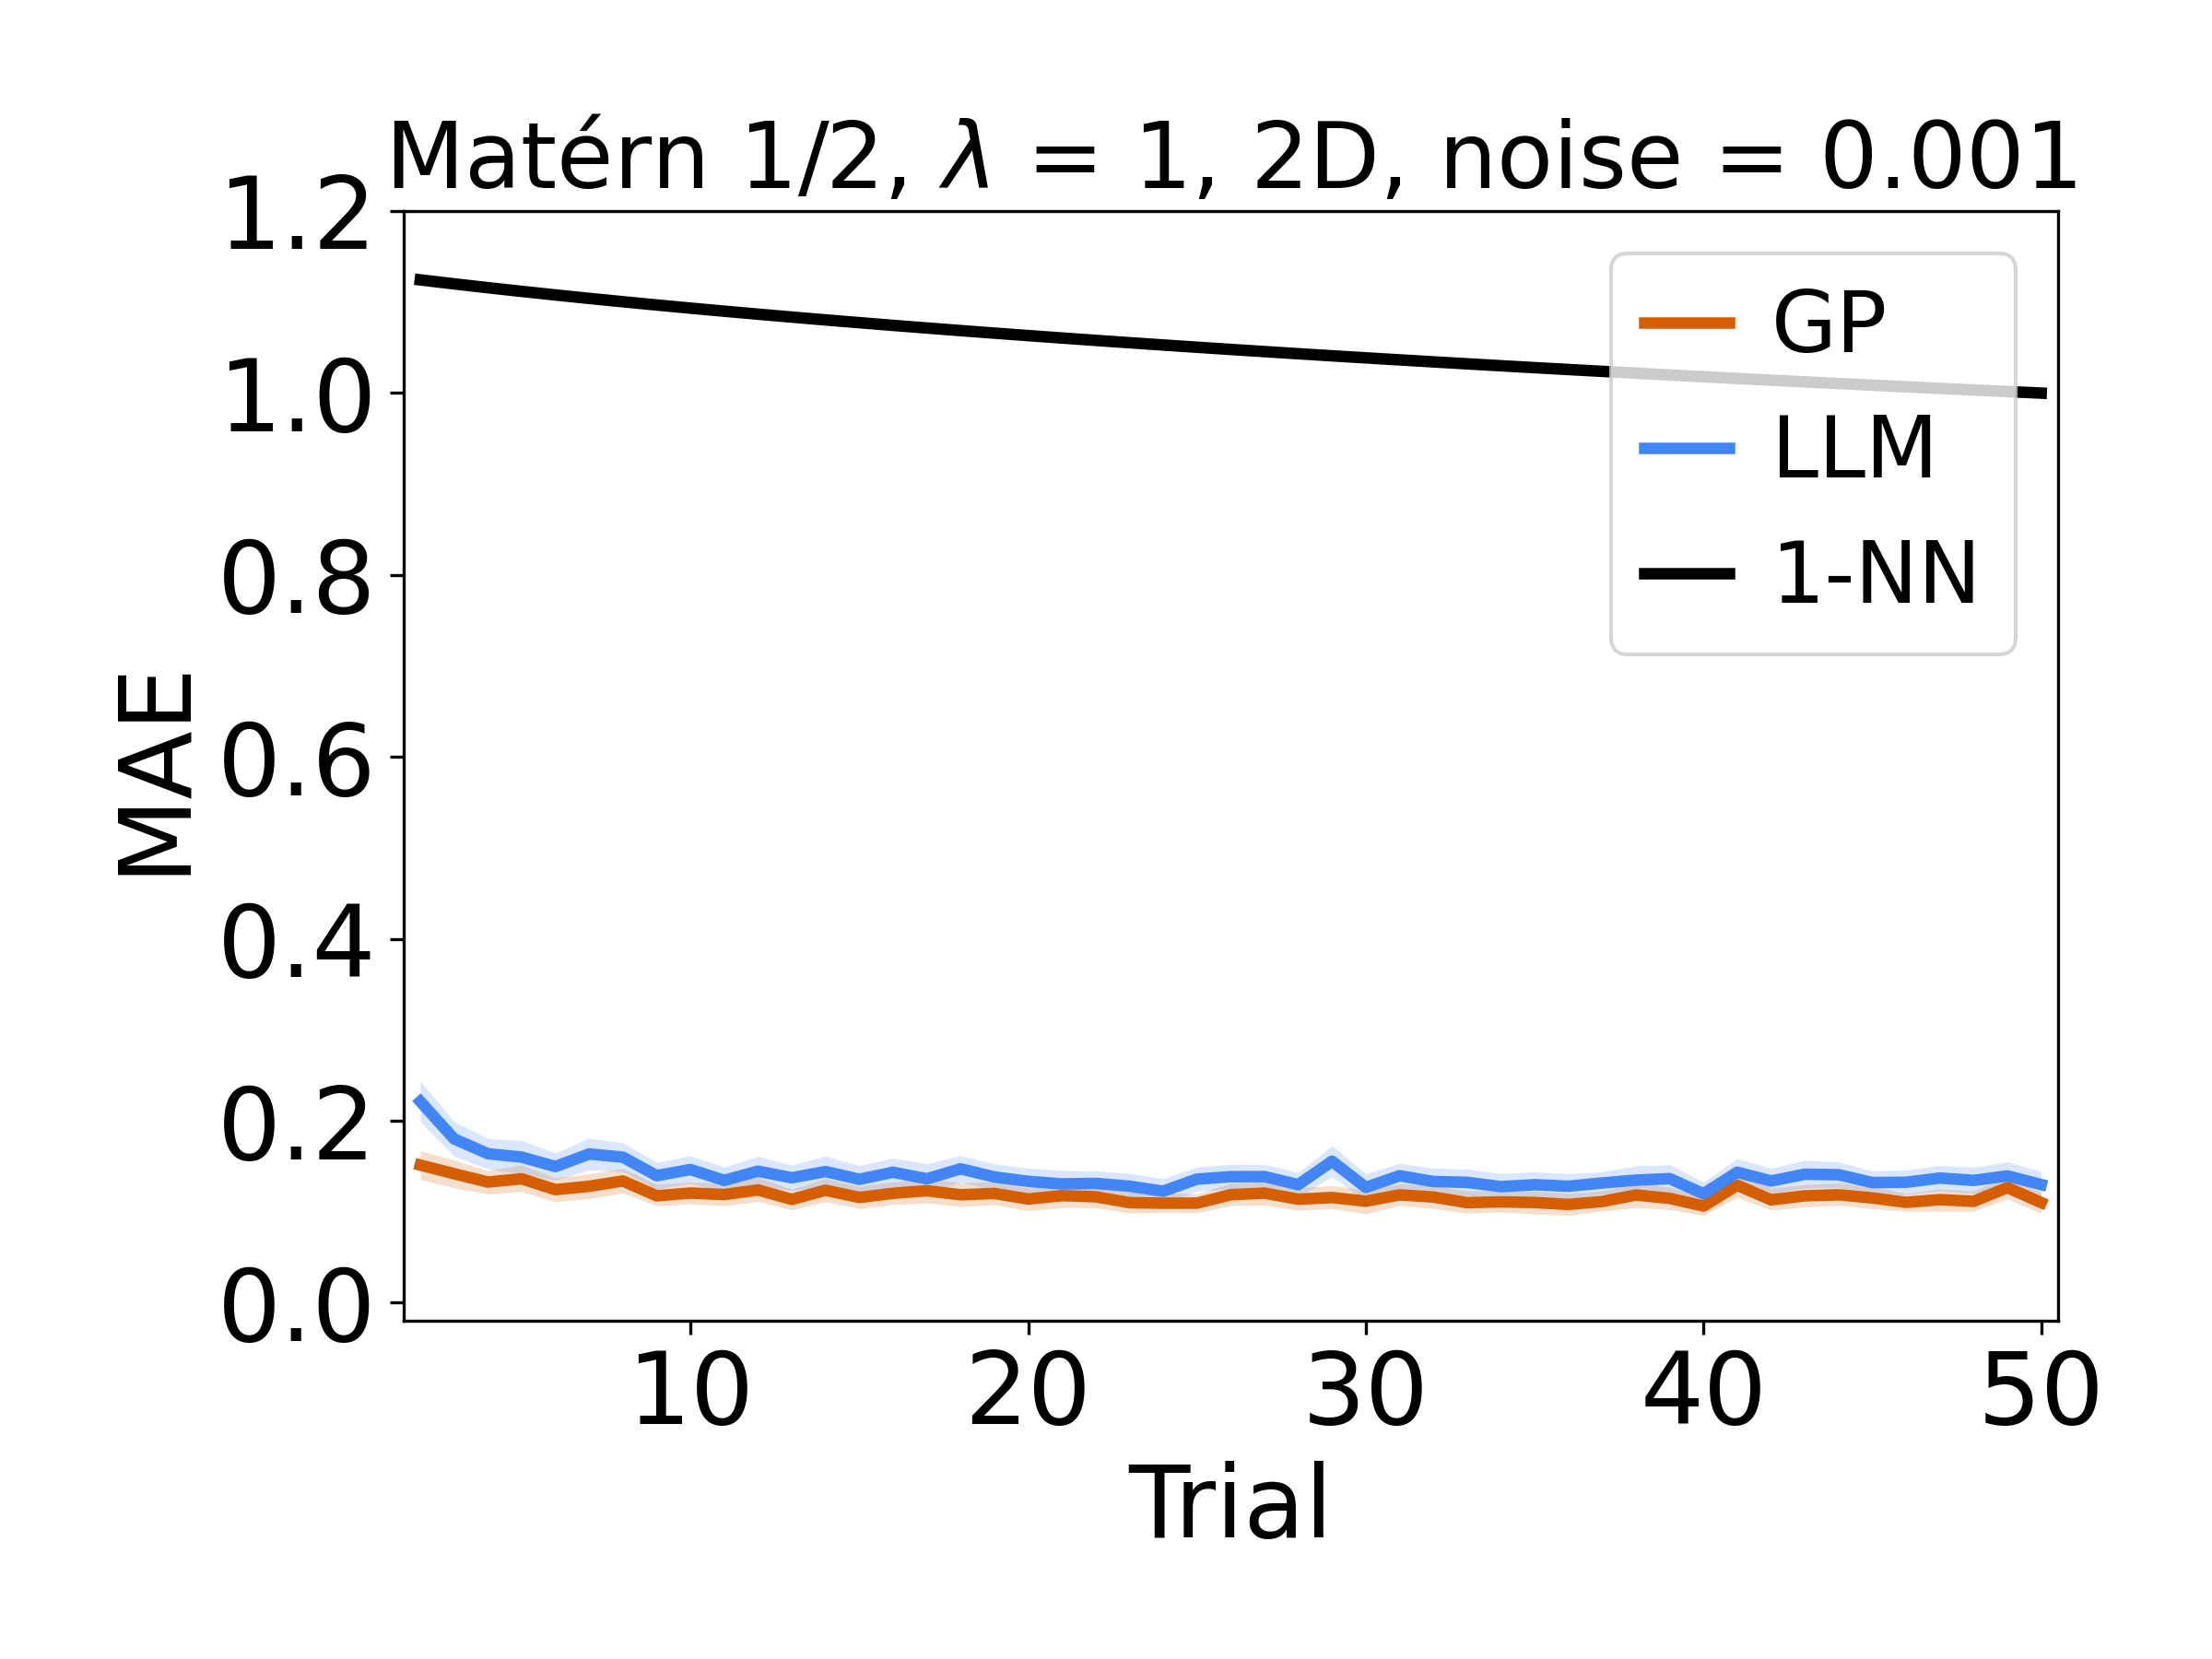 Matérn 1/2, λ = 1, 2D, noise = 0.001
1.2
1.0
0.8
0.6
0.4
0.2
0.0
MAE
GP
LLM
1-NN
10 20 30 40 50
Trial